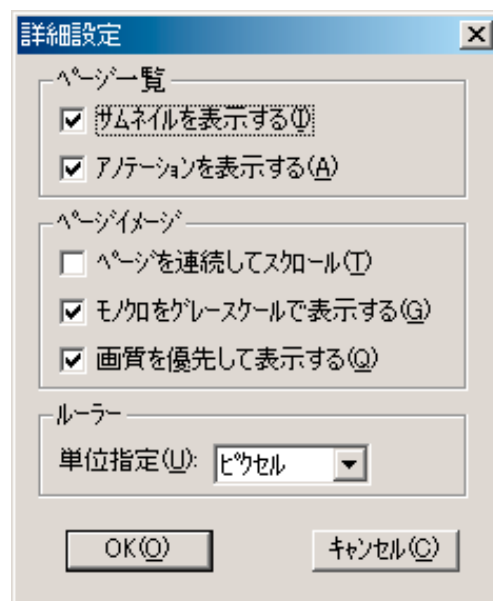 詳細設定
ページ一覧
サムネイルを表示する(I)
アノテーションを表示する(A)
ページイメージ
ページを連続してスクロール(T)
モノクロをグレースケールで表示する(G)
画質を優先して表示する(Q)
ルーラー
単位指定(U): ピクセル
OK(O) キャンセル(C)